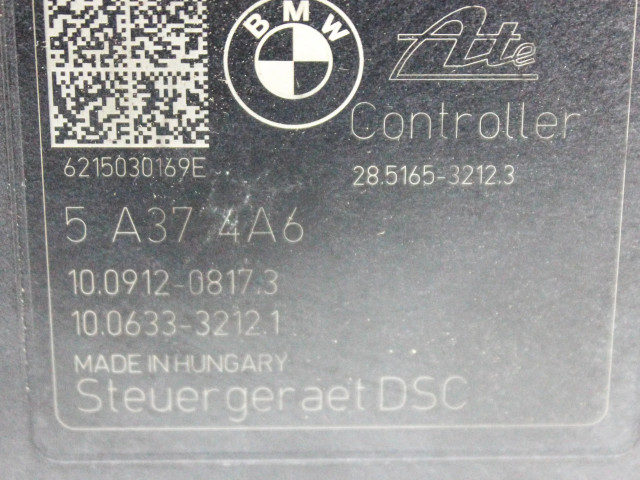 BMW
Ate
Controller
6215030169E
28.5165-3212.3
5 A37 4A6
10.0912-0817.3
10.0633-3212.1
MADE IN HUNGARY
Steuergeraet DSC